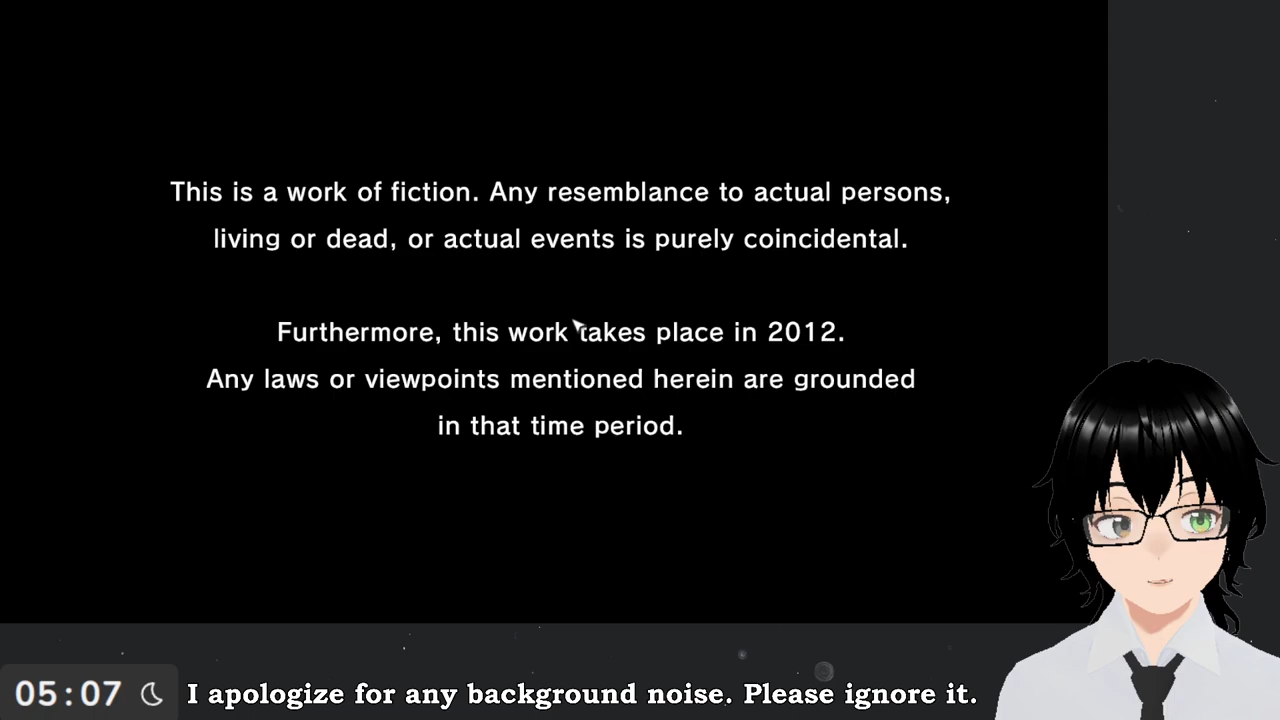 This is a work of fiction. Any resemblance to actual persons,
living or dead, or actual events is purely coincidental.
Furthermore, this work takes place in 2012.
Any laws or viewpoints mentioned herein are grounded
in that time period.
05:07
I apologize for any background noise. Please ignore it.